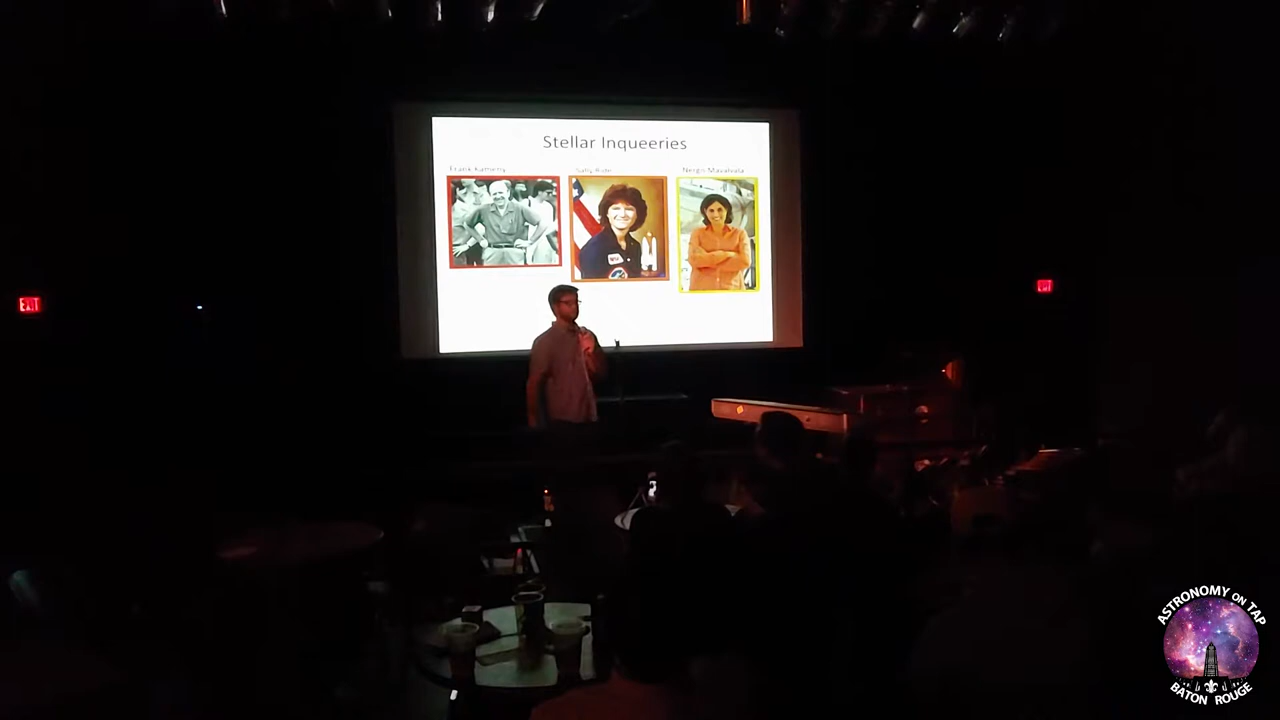 Stellar Inqueeries
Frank Kameny
Sally Ride
Nergis Mavalvala
EXIT
EXIT
ASTRONOMY ON TAP
BATON ROUGE